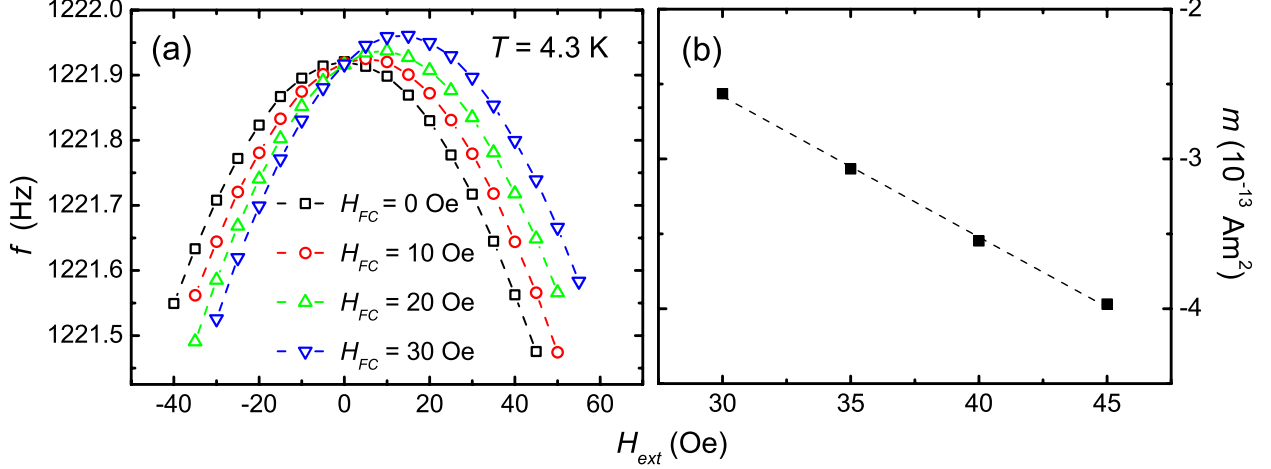 (a)
T = 4.3 K
f (Hz)
1222.0
1221.9
1221.8
1221.7
1221.6
1221.5
H_FC = 0 Oe
H_FC = 10 Oe
H_FC = 20 Oe
H_FC = 30 Oe
-40 -20 0 20 40 60
(b)
-2
-3
-4
m (10^-13 Am^2)
30 35 40 45
H_ext (Oe)